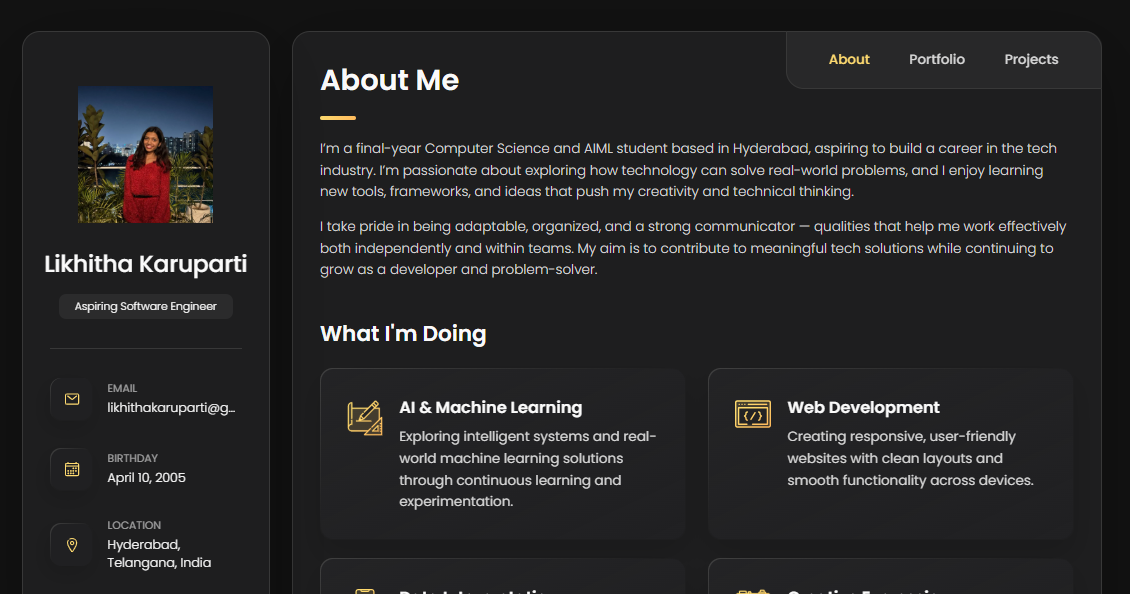 About
Portfolio
Projects
Likhitha Karuparti
Aspiring Software Engineer
EMAIL
likhithakaruparti@g...
BIRTHDAY
April 10, 2005
LOCATION
Hyderabad,
Telangana, India
About Me
I'm a final-year Computer Science and AIML student based in Hyderabad, aspiring to build a career in the tech
industry. I'm passionate about exploring how technology can solve real-world problems, and I enjoy learning
new tools, frameworks, and ideas that push my creativity and technical thinking.
I take pride in being adaptable, organized, and a strong communicator — qualities that help me work effectively
both independently and within teams. My aim is to contribute to meaningful tech solutions while continuing to
grow as a developer and problem-solver.
What I'm Doing
AI & Machine Learning
Exploring intelligent systems and real-
world machine learning solutions
through continuous learning and
experimentation.
Web Development
Creating responsive, user-friendly
websites with clean layouts and
smooth functionality across devices.